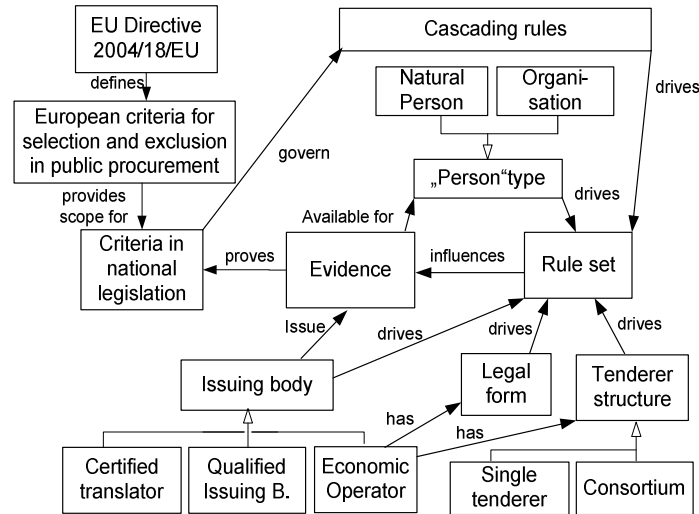 EU Directive
2004/18/EU
Cascading rules
defines
Natural
Person
Organi-
sation
drives
European criteria for
selection and exclusion
in public procurement
govern
„Person“type
provides
scope for
Available for
drives
Criteria in
national
legislation
proves
Evidence
influences
Rule set
Issue
drives
drives
drives
Issuing body
Legal
form
Tenderer
structure
has
has
Certified
translator
Qualified
Issuing B.
Economic
Operator
Single
tenderer
Consortium